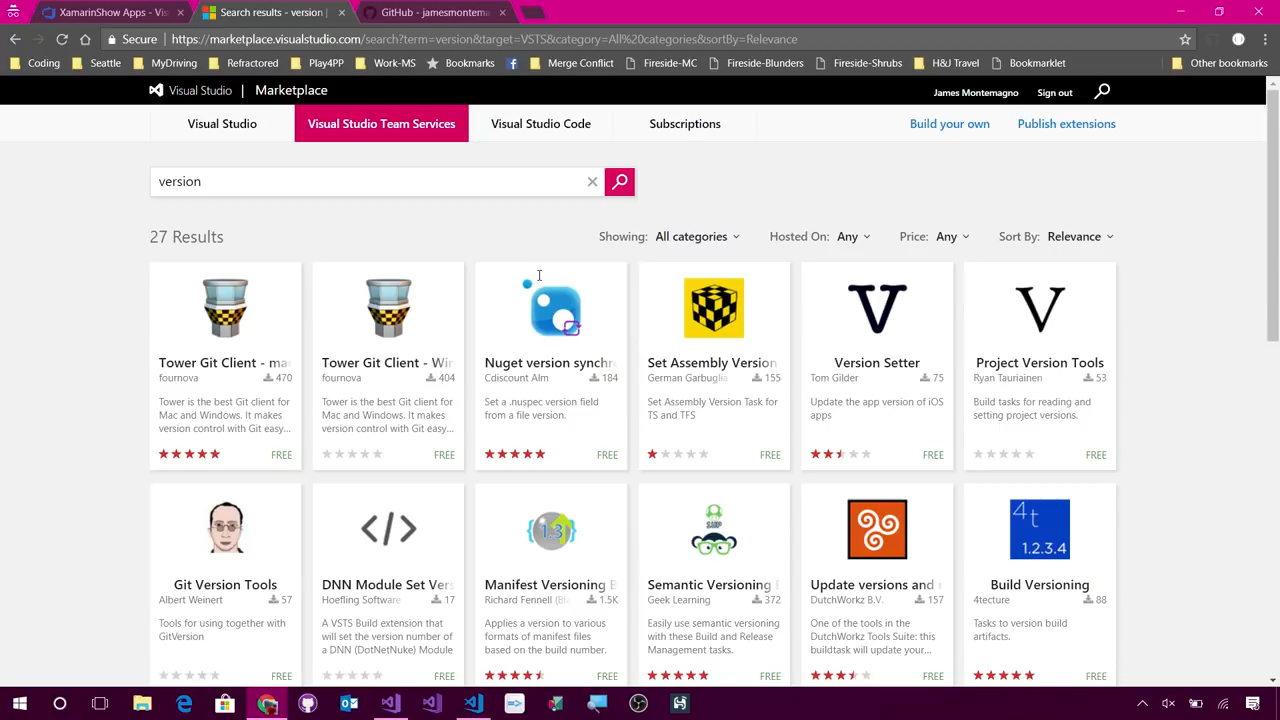 XamarinShow Apps - Vis
Search results - version
GitHub - jamesmontema
Secure
https://marketplace.visualstudio.com/search?term=version&target=VSTS&category=All%20categories&sortBy=Relevance
Coding
Seattle
MyDriving
Refractored
Play4PP
Work-MS
Bookmarks
Merge Conflict
Fireside-MC
Fireside-Blunders
Fireside-Shrubs
H&J Travel
Bookmarklet
Other bookmarks
Visual Studio | Marketplace
James Montemagno
Sign out
Visual Studio
Visual Studio Team Services
Visual Studio Code
Subscriptions
Build your own
Publish extensions
version
27 Results
Showing: All categories
Hosted On: Any
Price: Any
Sort By: Relevance
Tower Git Client - ma
fournova 470
Tower is the best Git client for
Mac and Windows. It makes
version control with Git easy...
FREE
Tower Git Client - Win
fournova 404
Tower is the best Git client for
Mac and Windows. It makes
version control with Git easy...
FREE
Nuget version synchr
Cdiscount Alm 184
Set a .nuspec version field
from a file version.
FREE
Set Assembly Version
German Garbuglia 155
Set Assembly Version Task for
TS and TFS
FREE
V
Version Setter
Tom Gilder 75
Update the app version of iOS
apps
FREE
V
Project Version Tools
Ryan Tauriainen 53
Build tasks for reading and
setting project versions.
FREE
Git Version Tools
Albert Weinert 57
Tools for using together with
GitVersion
FREE
</>
DNN Module Set Vers
Hoefling Software 17
A VSTS Build extension that
will set the version number of
a DNN (DotNetNuke) Module
FREE
{1.3}
Manifest Versioning B
Richard Fennell (Bla 1.5K
Applies a version to various
formats of manifest files
based on the build number.
FREE
Semantic Versioning
Geek Learning 372
Easily use semantic versioning
with these Build and Release
Management tasks.
FREE
Update versions and
DutchWorkz B.V. 157
One of the tools in the
DutchWorkz Tools Suite: this
buildtask will update your...
FREE
4t
1.2.3.4
Build Versioning
4tecture 88
Tasks to version build
artifacts.
FREE